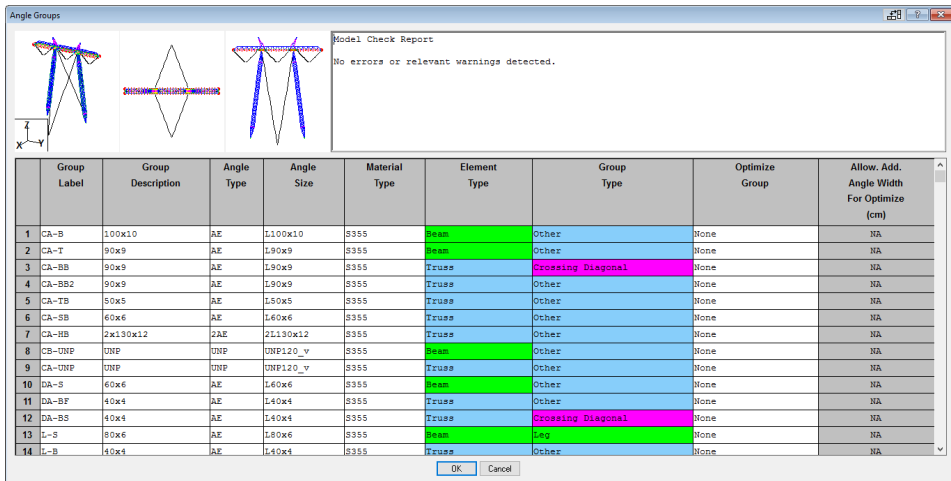 Angle Groups
Model Check Report
No errors or relevant warnings detected.
Z
X Y
Group Label Group Description Angle Type Angle Size Material Type Element Type Group Type Optimize Group Allow. Add. Angle Width For Optimize (cm)
1 CA-B 100x10 AE L100x10 S355 Beam Other None NA
2 CA-T 90x9 AE L90x9 S355 Beam Other None NA
3 CA-BB 90x9 AE L90x9 S355 Truss Crossing Diagonal None NA
4 CA-BB2 90x9 AE L90x9 S355 Truss Other None NA
5 CA-TB 50x5 AE L50x5 S355 Truss Other None NA
6 CA-SB 60x6 AE L60x6 S355 Truss Other None NA
7 CA-HB 2x130x12 2AE 2L130x12 S355 Truss Other None NA
8 CB-UNP UNP UNP UNP120_v S355 Beam Other None NA
9 CA-UNP UNP UNP UNP120_v S355 Truss Other None NA
10 DA-S 60x6 AE L60x6 S355 Beam Other None NA
11 DA-BF 40x4 AE L40x4 S355 Truss Other None NA
12 DA-BS 40x4 AE L40x4 S355 Truss Crossing Diagonal None NA
13 L-S 80x6 AE L80x6 S355 Beam Leg None NA
14 L-B 40x4 AE L40x4 S355 Truss Other None NA
OK Cancel